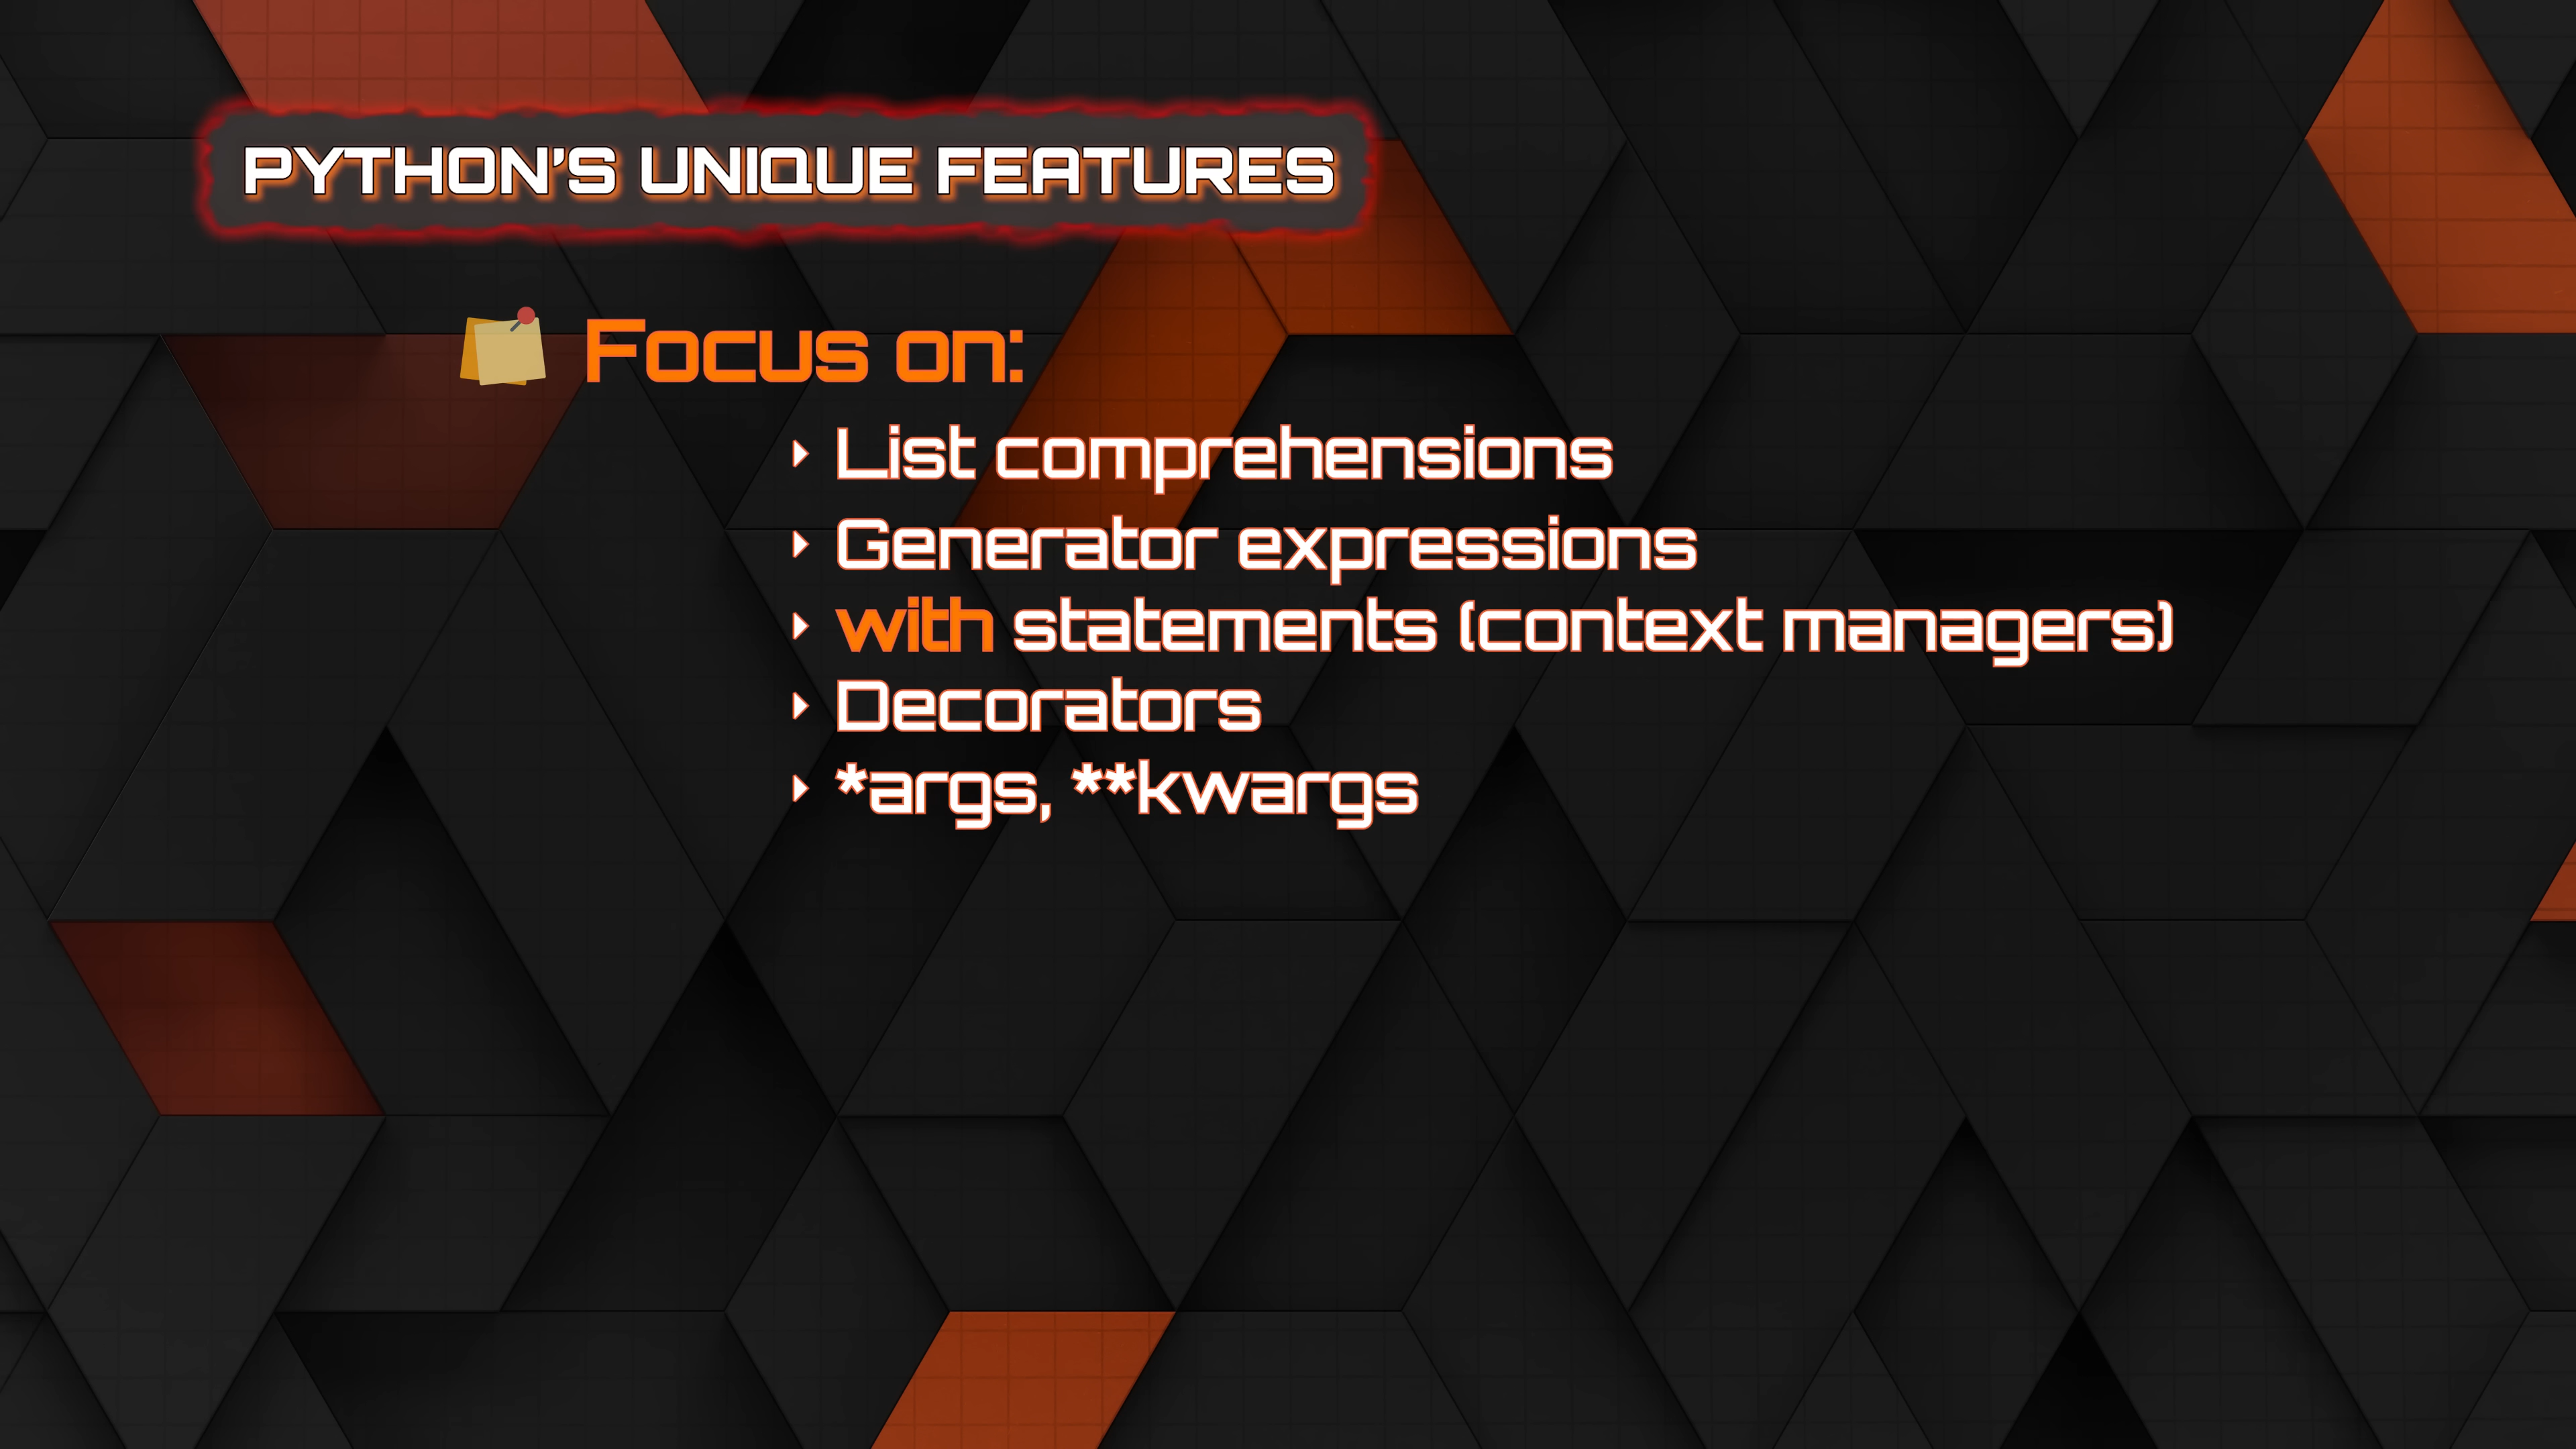 PYTHON'S UNIQUE FEATURES
Focus on:
List comprehensions
Generator expressions
with statements (context managers)
Decorators
*args, **kwargs